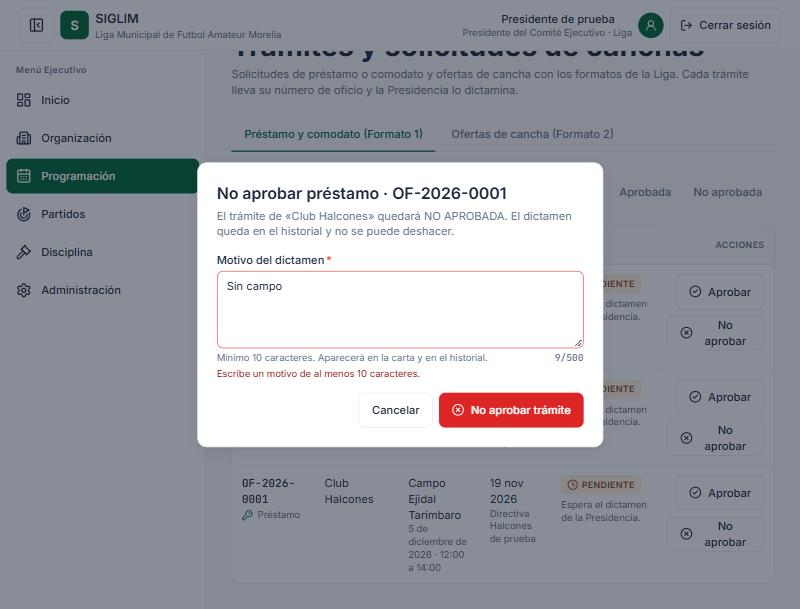 SIGLIM
Liga Municipal de Futbol Amateur Morelia
Presidente de prueba
Presidente del Comité Ejecutivo · Liga
Cerrar sesión
Menú Ejecutivo
Inicio
Organización
Programación
Partidos
Disciplina
Administración
Trámites y solicitudes de canchas
Solicitudes de préstamo o comodato y ofertas de cancha con los formatos de la Liga. Cada trámite
lleva su número de oficio y la Presidencia lo dictamina.
Préstamo y comodato (Formato 1)
Ofertas de cancha (Formato 2)
Aprobada
No aprobada
ACCIONES
No aprobar préstamo · OF-2026-0001
El trámite de «Club Halcones» quedará NO APROBADA. El dictamen
queda en el historial y no se puede deshacer.
Motivo del dictamen *
Sin campo
Mínimo 10 caracteres. Aparecerá en la carta y en el historial.
9/500
Escribe un motivo de al menos 10 caracteres.
Cancelar
No aprobar trámite
Aprobar
No
aprobar
Aprobar
No
aprobar
OF-2026-
0001
Préstamo
Club
Halcones
Campo
Ejidal
Tarímbaro
5 de
diciembre de
2026 · 12:00
a 14:00
19 nov
2026
Directiva
Halcones
de prueba
PENDIENTE
Espera el dictamen
de la Presidencia.
Aprobar
No
aprobar